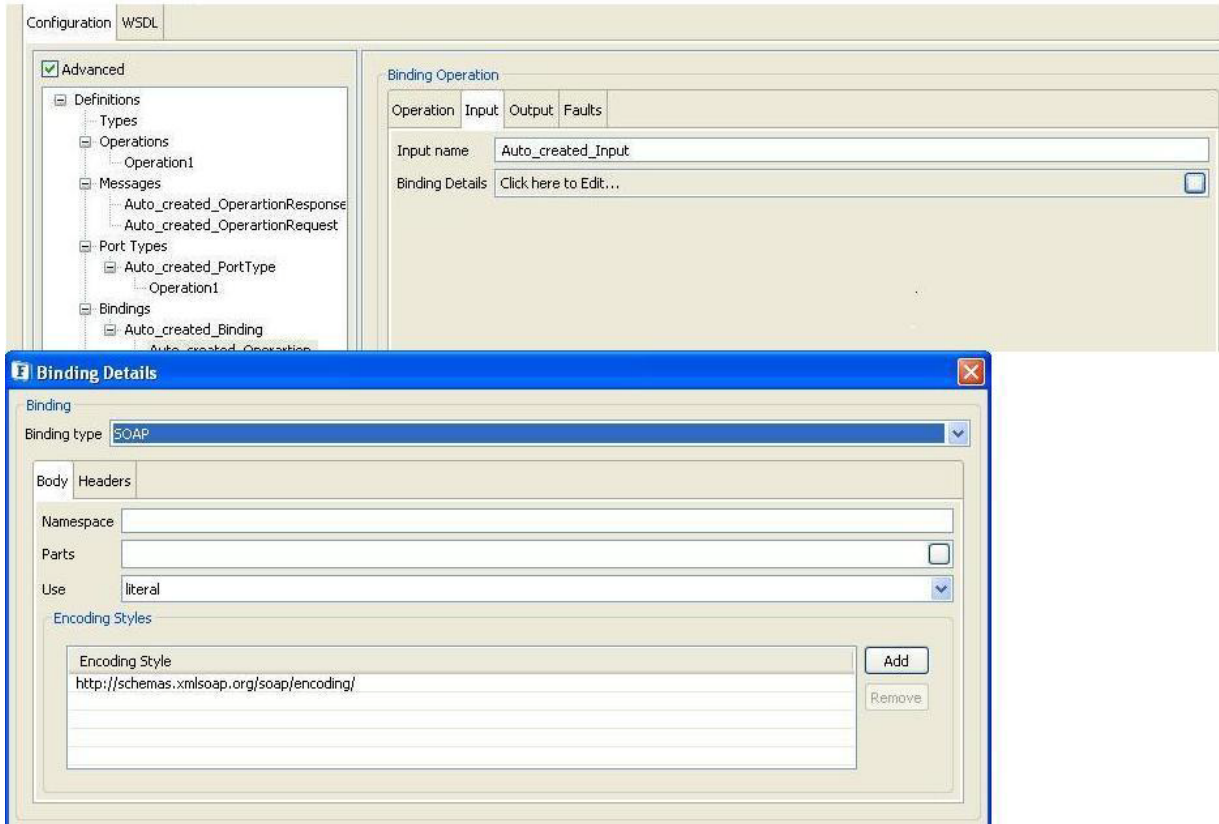 Configuration WSDL
Advanced
Definitions
Types
Operations
Operation1
Messages
Auto_created_OperartionResponse
Auto_created_OperartionRequest
Port Types
Auto_created_PortType
Operation1
Bindings
Auto_created_Binding
Auto_created_Operartion
Binding Operation
Operation Input Output Faults
Input name Auto_created_Input
Binding Details Click here to Edit...
Binding Details
Binding
Binding type SOAP
Body Headers
Namespace
Parts
Use literal
Encoding Styles
Encoding Style
http://schemas.xmlsoap.org/soap/encoding/
Add
Remove